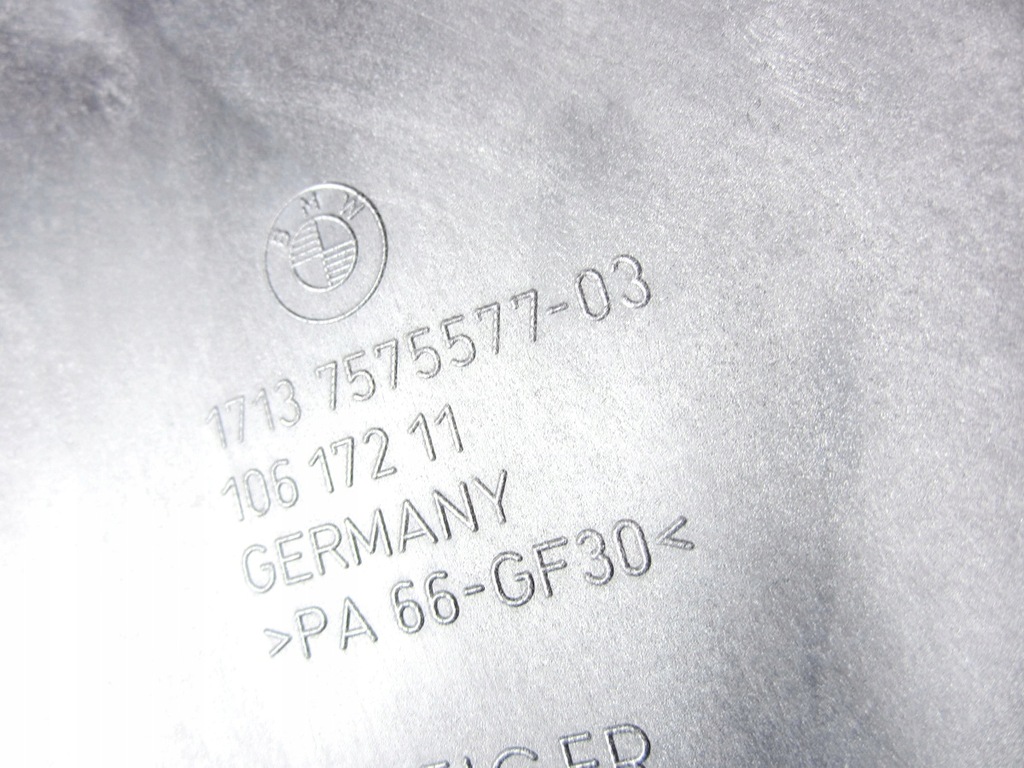 BMW
1713 7575577-03
106 172 11
GERMANY
>PA 66-GF30<